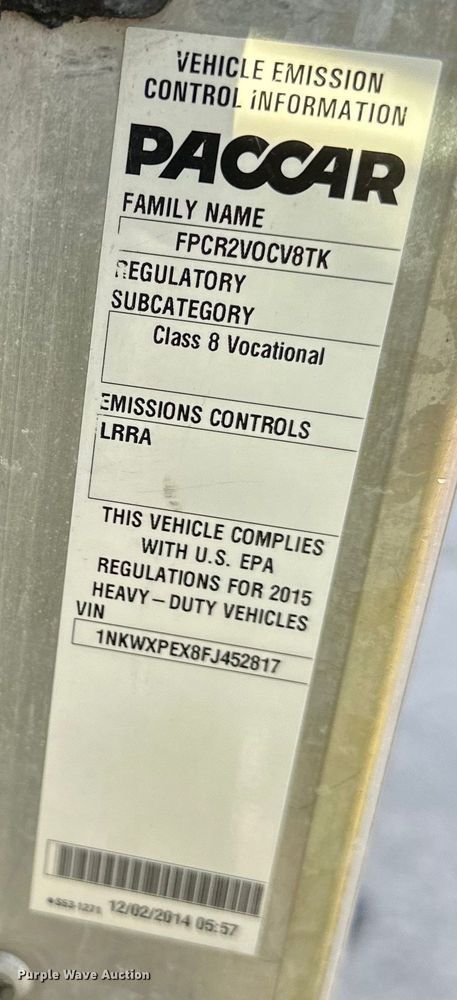 VEHICLE EMISSION
CONTROL INFORMATION
PACCAR
FAMILY NAME
FPCR2VOCV8TK
REGULATORY
SUBCATEGORY
Class 8 Vocational
EMISSIONS CONTROLS
LRRA
THIS VEHICLE COMPLIES
WITH U.S. EPA
REGULATIONS FOR 2015
HEAVY-DUTY VEHICLES
VIN
1NKWXPEX8FJ452817
12/02/2014 05:57
Purple Wave Auction